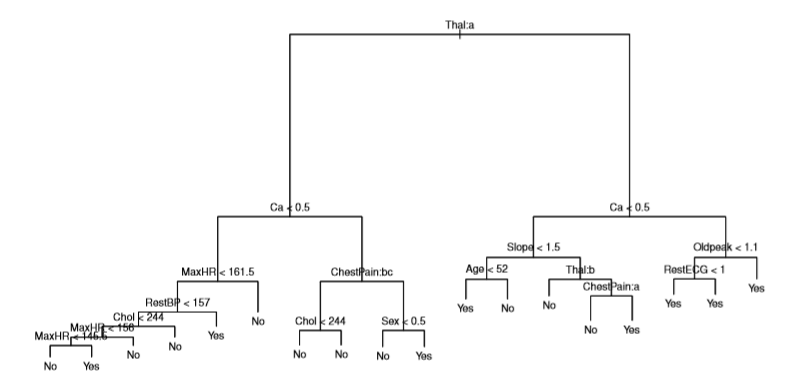 Thal:a
Ca < 0.5
Ca < 0.5
Slope < 1.5
Oldpeak < 1.1
MaxHR < 161.5
ChestPain:bc
Age < 52
Thal:b
RestECG < 1
ChestPain:a
Yes
RestBP < 157
Yes
No
No
Yes
Yes
Chol < 244
No
Chol < 244
Sex < 0.5
MaxHR < 156
No
Yes
MaxHR < 145.5
Yes
No
No
No
No
No
Yes
No
Yes